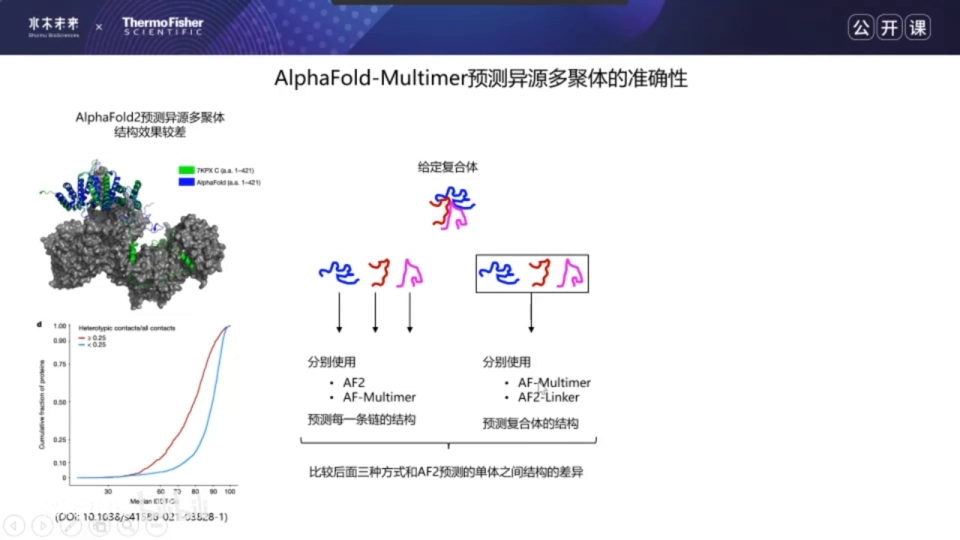 水木未来
Shuimu BioSciences
×
ThermoFisher
SCIENTIFIC
公开课
AlphaFold-Multimer预测异源多聚体的准确性
AlphaFold2预测异源多聚体
结构效果较差
7KPX C (a.a. 1–421)
AlphaFold (a.a. 1–421)
d
Heterotypic contacts/all contacts
≥ 0.25
< 0.25
Cumulative fraction of proteins
1.00
0.90
0.75
0.50
0.25
0.10
0
30
60
70
80
90
100
Median
给定复合体
分别使用
• AF2
• AF-Multimer
预测每一条链的结构
分别使用
• AF-Multimer
• AF2-Linker
预测复合体的结构
比较后面三种方式和AF2预测的单体之间结构的差异
(DOI: 10.1038/s41586-021-03828-1)
bilibili